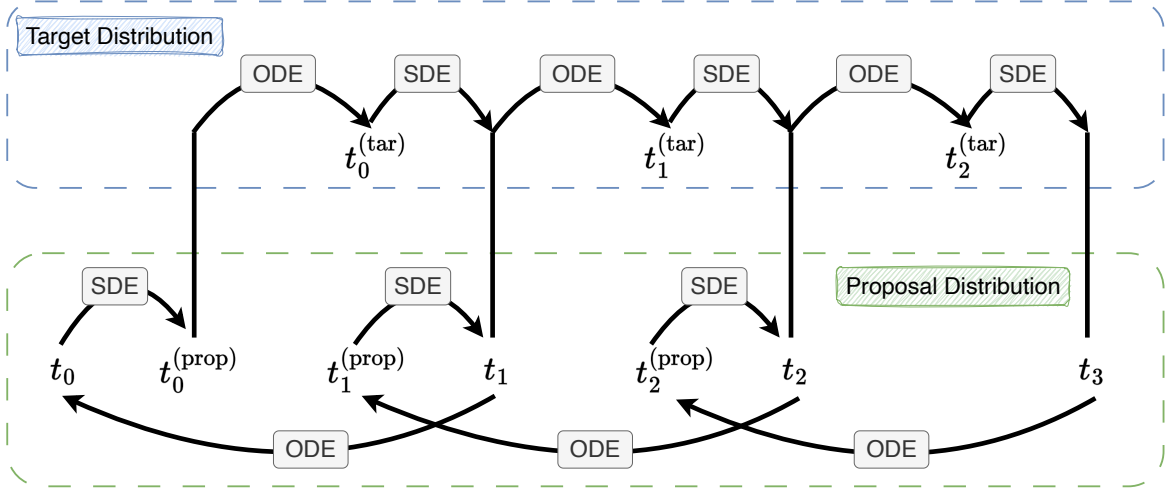 Target Distribution
ODE SDE ODE SDE ODE SDE
t_0^{(tar)} t_1^{(tar)} t_2^{(tar)}
SDE SDE SDE Proposal Distribution
t_0 t_0^{(prop)} t_1^{(prop)} t_1 t_2^{(prop)} t_2 t_3
ODE ODE ODE